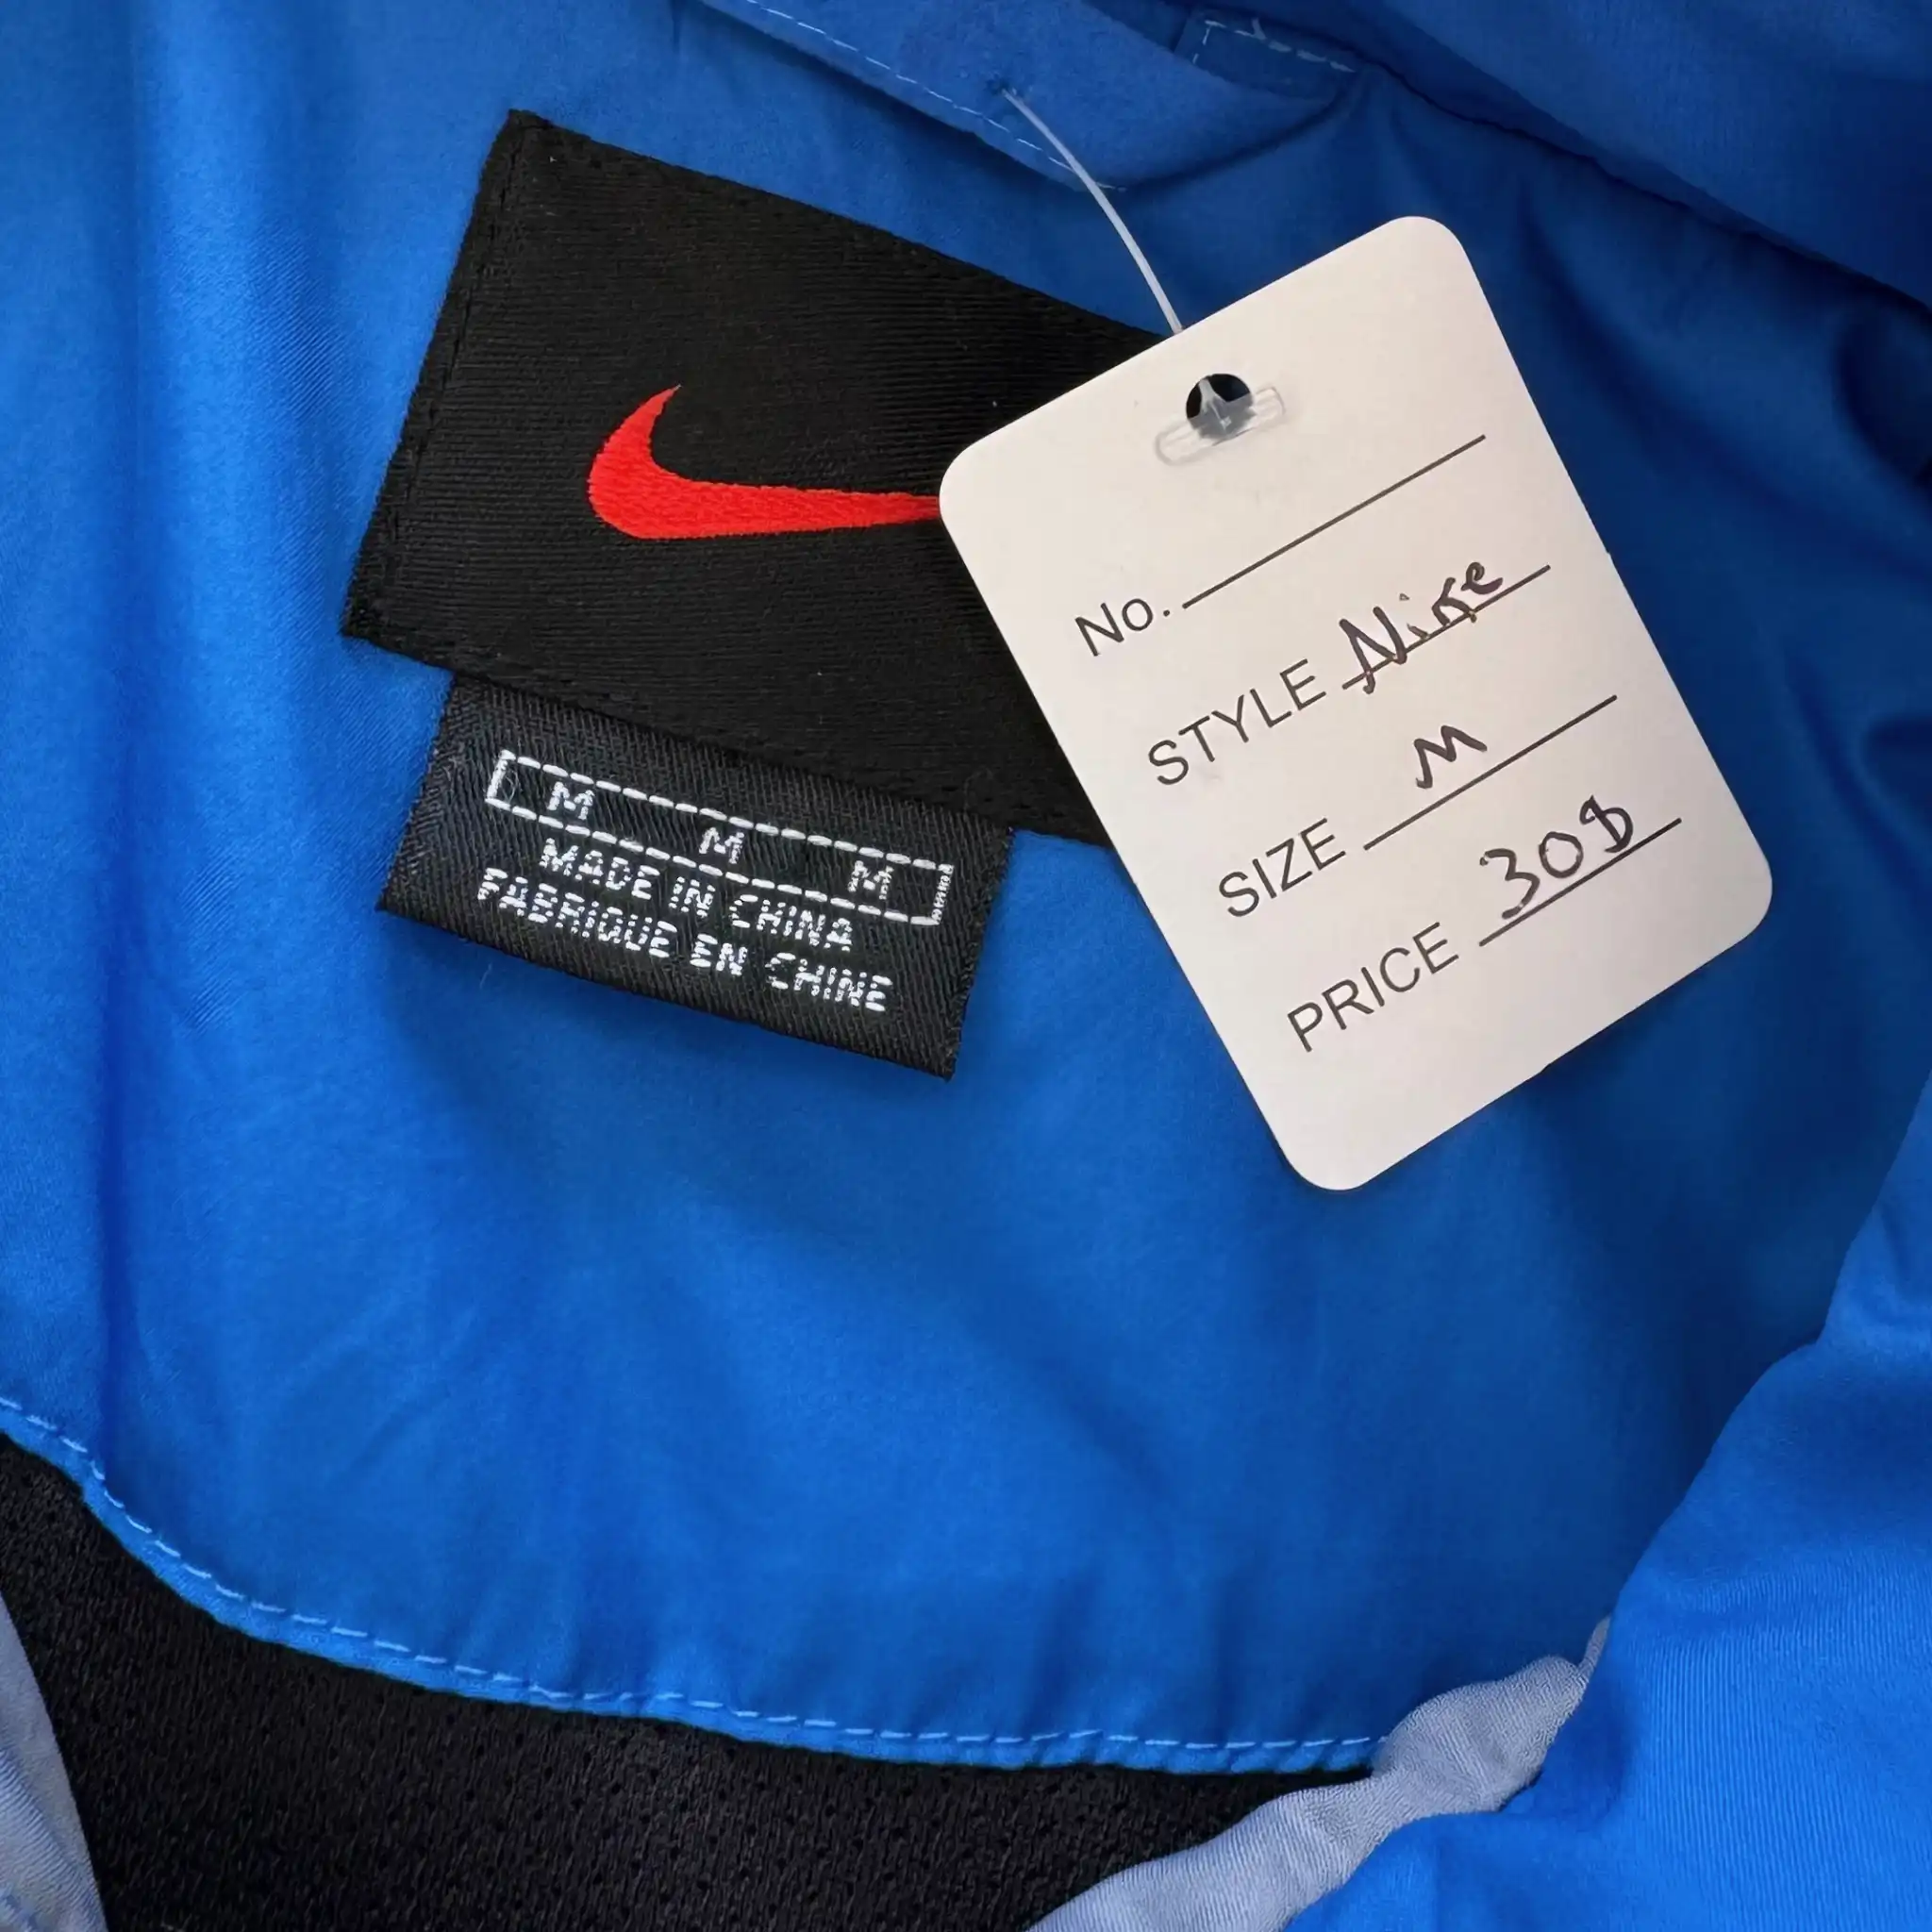 M M M
MADE IN CHINA
FABRIQUE EN CHINE
No.
STYLE Nike
SIZE M
PRICE 30$